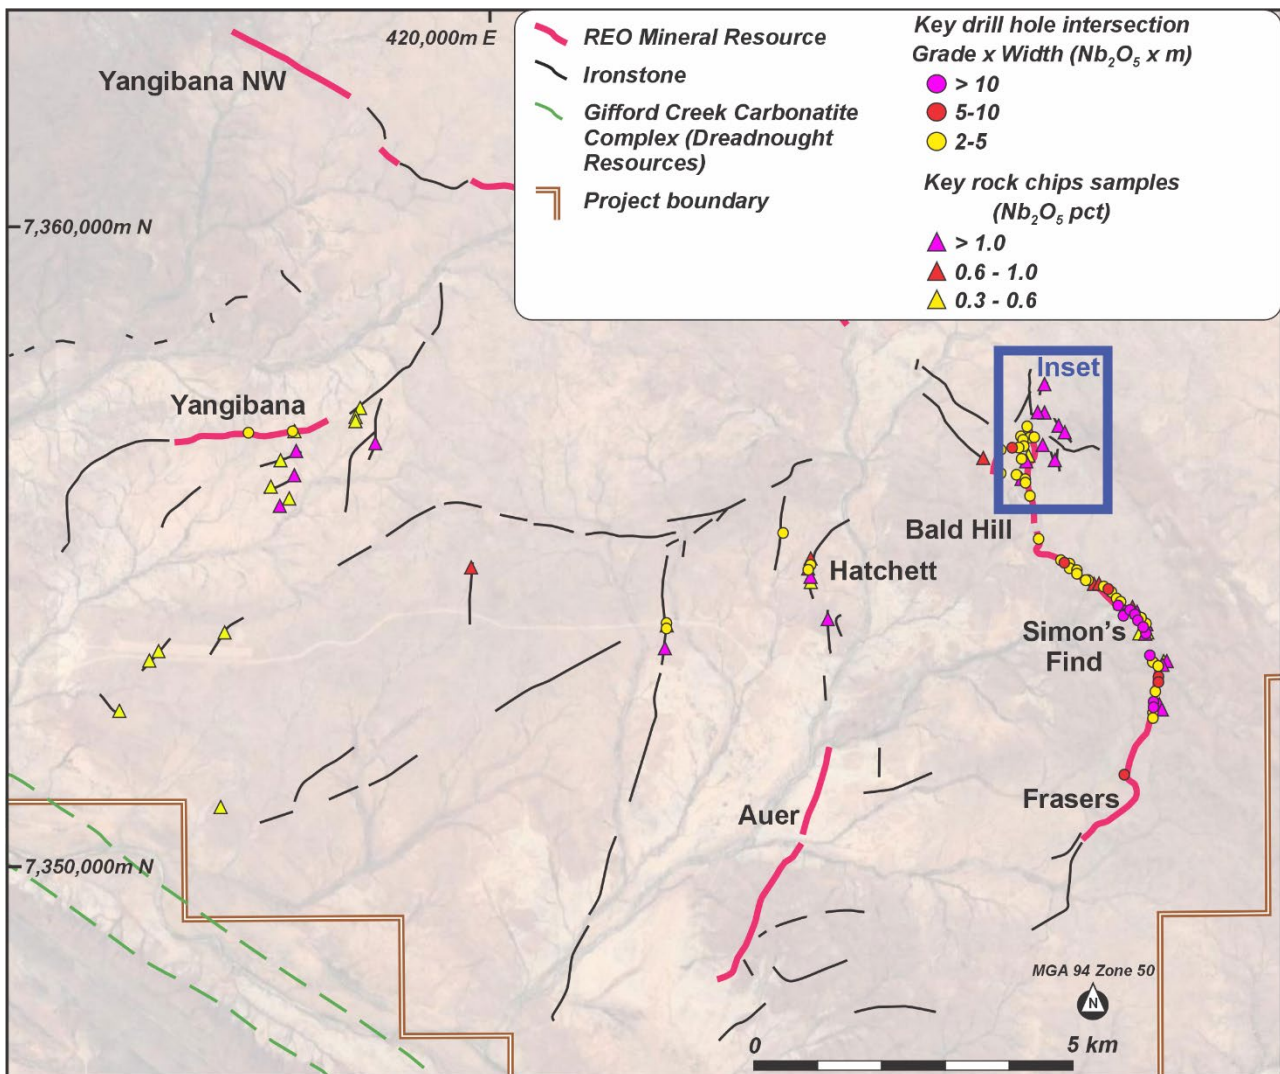 420,000m E
Yangibana NW
7,360,000m N
REO Mineral Resource
Ironstone
Gifford Creek Carbonatite
Complex (Dreadnought
Resources)
Project boundary
Key drill hole intersection
Grade x Width (Nb₂O₅ x m)
> 10
5-10
2-5
Key rock chips samples
(Nb₂O₅ pct)
> 1.0
0.6 - 1.0
0.3 - 0.6
Inset
Yangibana
Bald Hill
Hatchett
Simon's
Find
Frasers
Auer
7,350,000m N
MGA 94 Zone 50
N
0
5 km